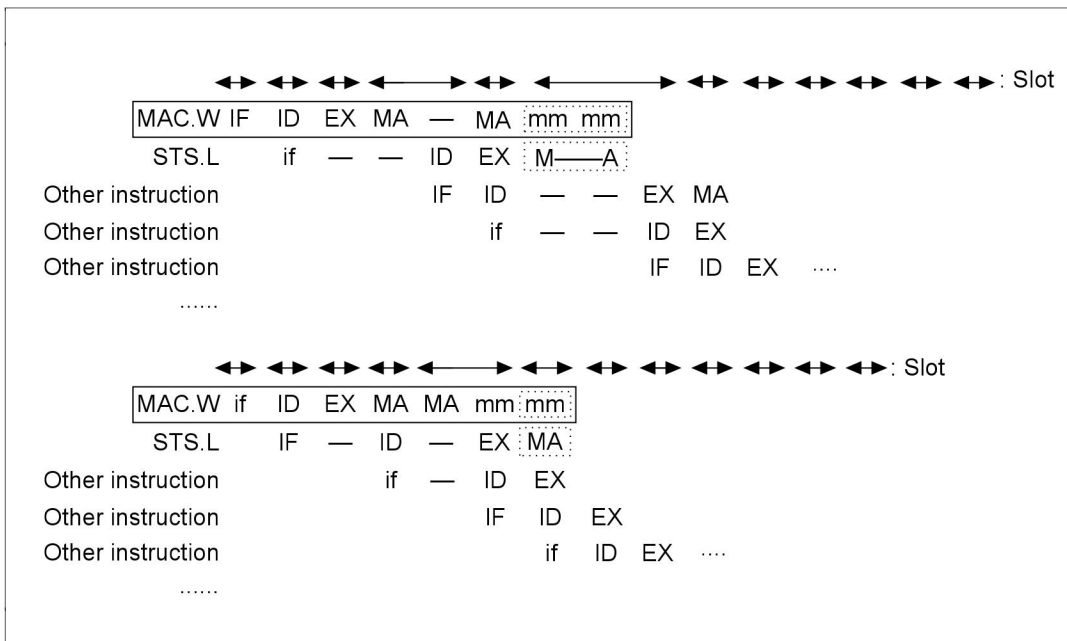 : Slot
MAC.W IF ID EX MA — MA mm mm
STS.L if — — ID EX M——A
Other instruction IF ID — — EX MA
Other instruction if — — ID EX
Other instruction IF ID EX ....
......
: Slot
MAC.W if ID EX MA MA mm mm
STS.L IF — ID — EX MA
Other instruction if — ID EX
Other instruction IF ID EX
Other instruction if ID EX ....
......